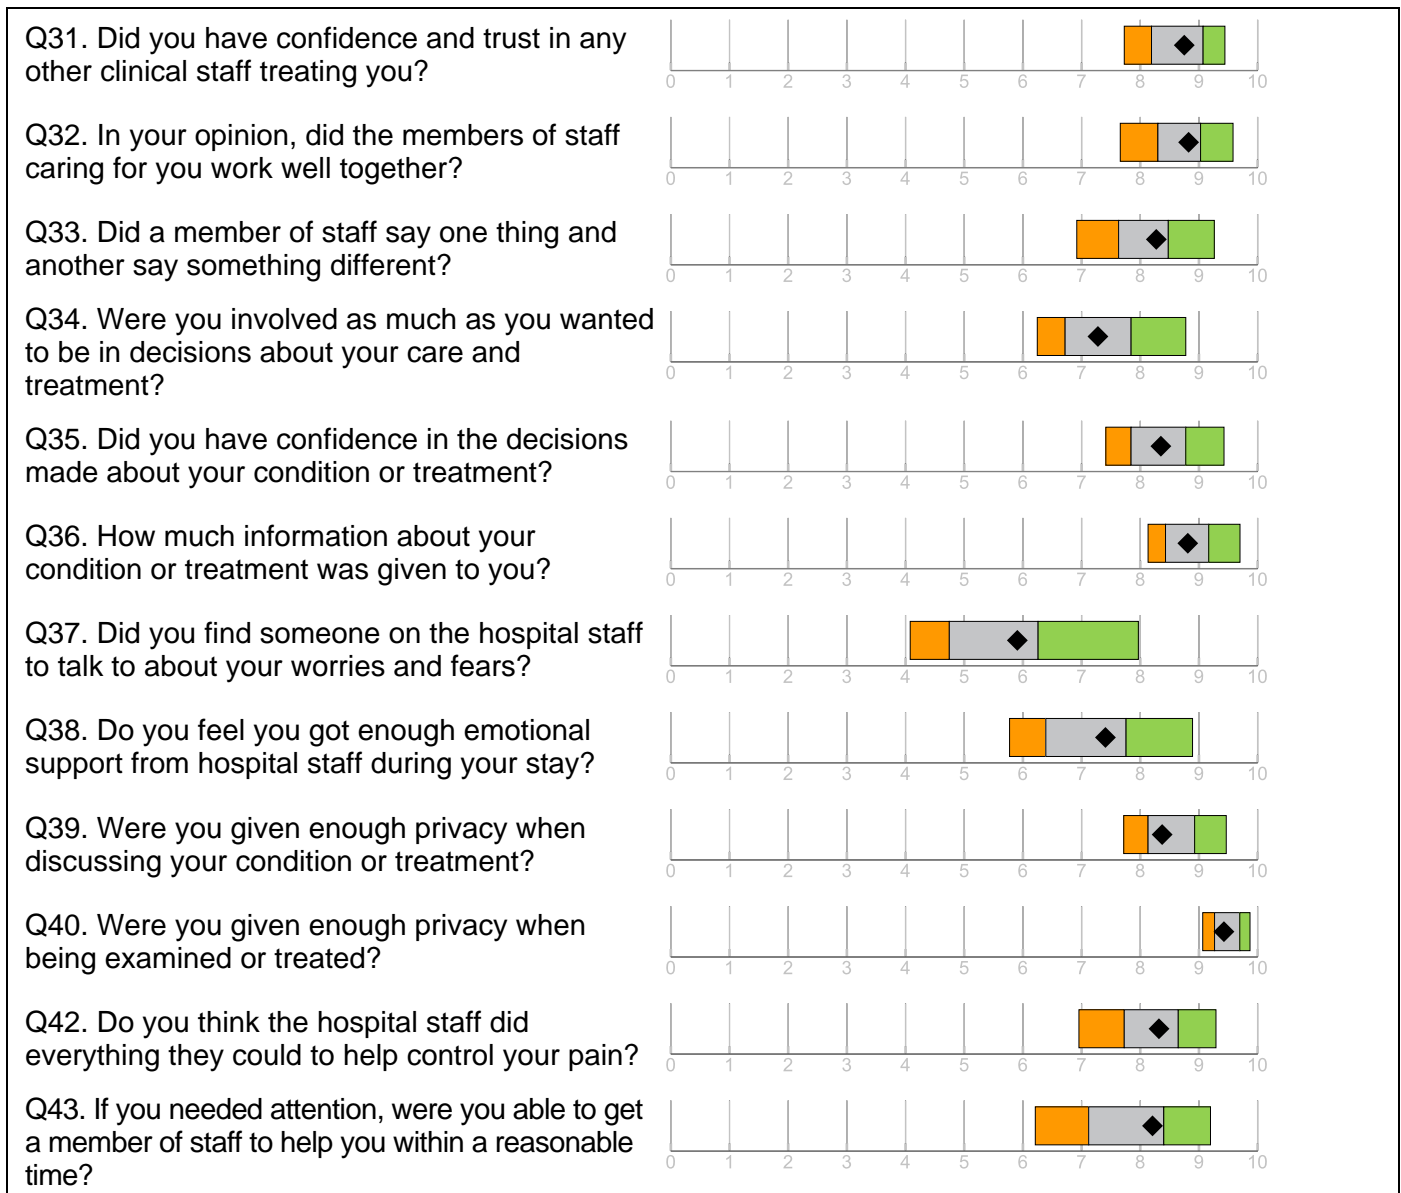 Q31. Did you have confidence and trust in any
other clinical staff treating you?
0 1 2 3 4 5 6 7 8 9 10
Q32. In your opinion, did the members of staff
caring for you work well together?
0 1 2 3 4 5 6 7 8 9 10
Q33. Did a member of staff say one thing and
another say something different?
0 1 2 3 4 5 6 7 8 9 10
Q34. Were you involved as much as you wanted
to be in decisions about your care and
treatment?
0 1 2 3 4 5 6 7 8 9 10
Q35. Did you have confidence in the decisions
made about your condition or treatment?
0 1 2 3 4 5 6 7 8 9 10
Q36. How much information about your
condition or treatment was given to you?
0 1 2 3 4 5 6 7 8 9 10
Q37. Did you find someone on the hospital staff
to talk to about your worries and fears?
0 1 2 3 4 5 6 7 8 9 10
Q38. Do you feel you got enough emotional
support from hospital staff during your stay?
0 1 2 3 4 5 6 7 8 9 10
Q39. Were you given enough privacy when
discussing your condition or treatment?
0 1 2 3 4 5 6 7 8 9 10
Q40. Were you given enough privacy when
being examined or treated?
0 1 2 3 4 5 6 7 8 9 10
Q42. Do you think the hospital staff did
everything they could to help control your pain?
0 1 2 3 4 5 6 7 8 9 10
Q43. If you needed attention, were you able to get
a member of staff to help you within a reasonable
time?
0 1 2 3 4 5 6 7 8 9 10